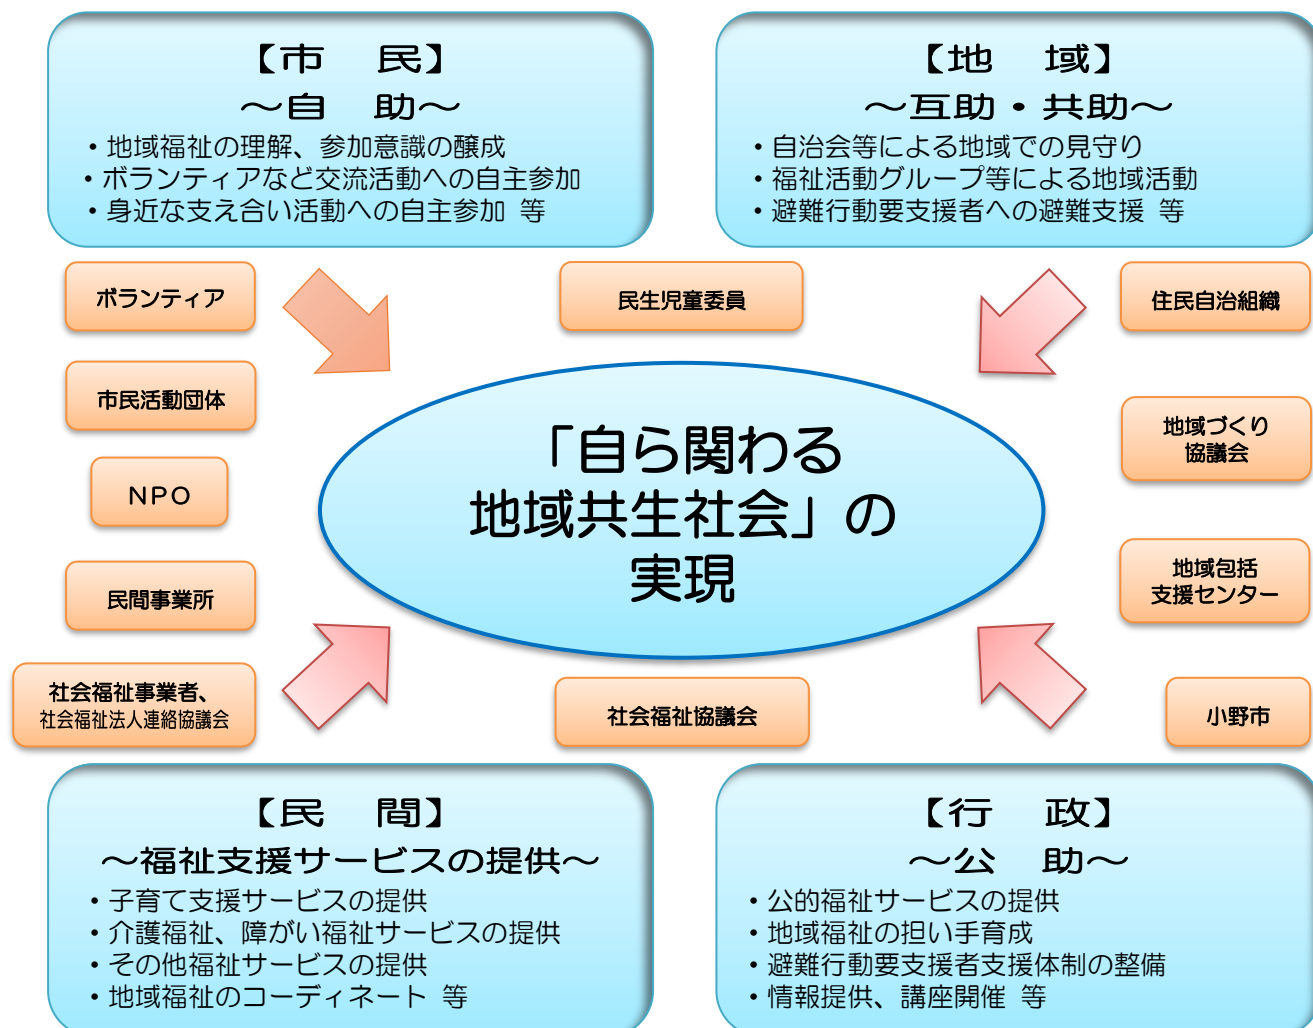 【市　民】
～自　助～
・地域福祉の理解、参加意識の醸成
・ボランティアなど交流活動への自主参加
・身近な支え合い活動への自主参加 等
【地　域】
～互助・共助～
・自治会等による地域での見守り
・福祉活動グループ等による地域活動
・避難行動要支援者への避難支援 等
ボランティア
民生児童委員
住民自治組織
市民活動団体
地域づくり
協議会
NPO
「自ら関わる
地域共生社会」の
実現
民間事業所
地域包括
支援センター
社会福祉事業者、
社会福祉法人連絡協議会
社会福祉協議会
小野市
【民　間】
～福祉支援サービスの提供～
・子育て支援サービスの提供
・介護福祉、障がい福祉サービスの提供
・その他福祉サービスの提供
・地域福祉のコーディネート 等
【行　政】
～公　助～
・公的福祉サービスの提供
・地域福祉の担い手育成
・避難行動要支援者支援体制の整備
・情報提供、講座開催 等